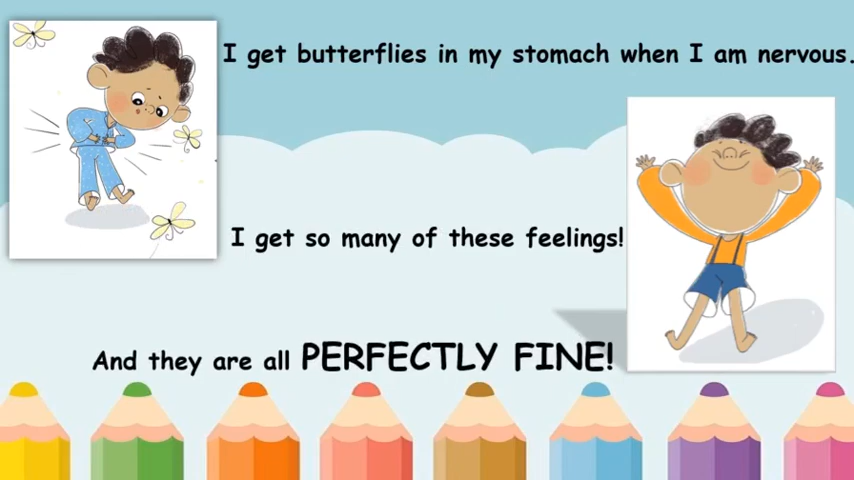 I get butterflies in my stomach when I am nervous.
I get so many of these feelings!
And they are all PERFECTLY FINE!